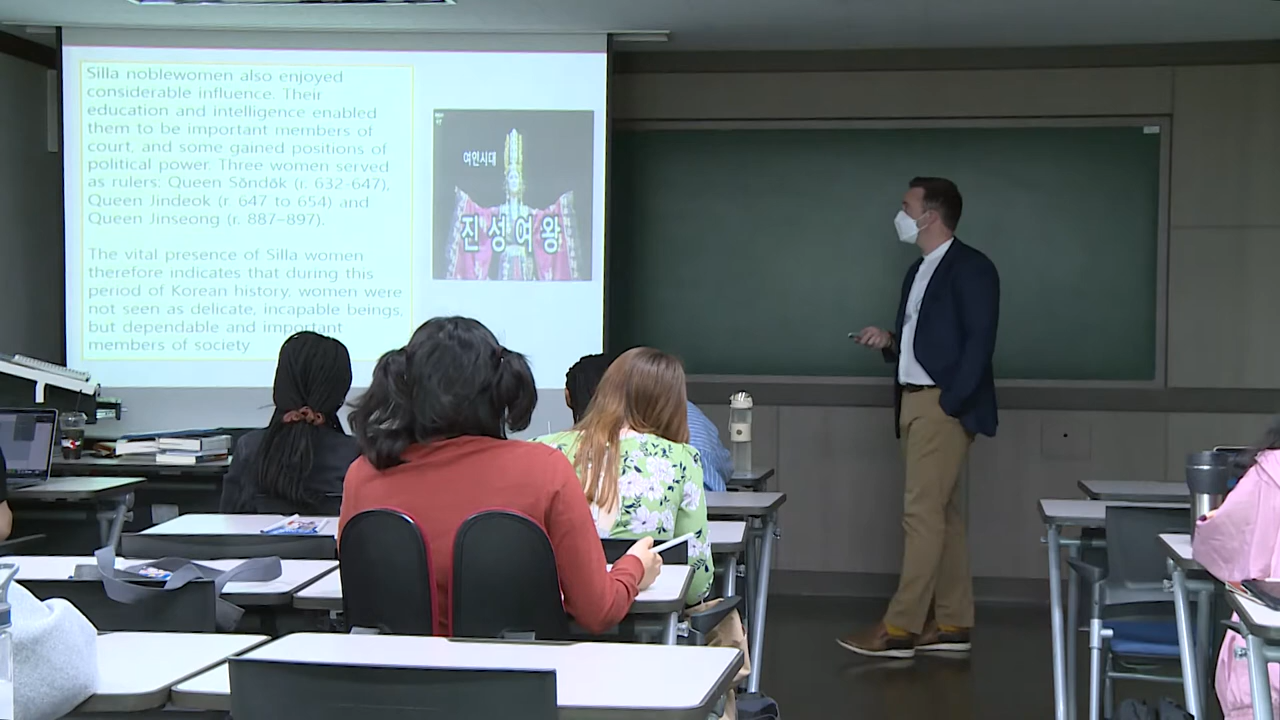 Silla noblewomen also enjoyed
considerable influence. Their
education and intelligence enabled
them to be important members of
court, and some gained positions of
political power. Three women served
as rulers: Queen Sŏndŏk (r. 632-647),
Queen Jindeok (r. 647 to 654) and
Queen Jinseong (r. 887–897).
The vital presence of Silla women
therefore indicates that during this
period of Korean history, women were
not seen as delicate, incapable beings,
but dependable and important
members of society
여인시대
진성여왕